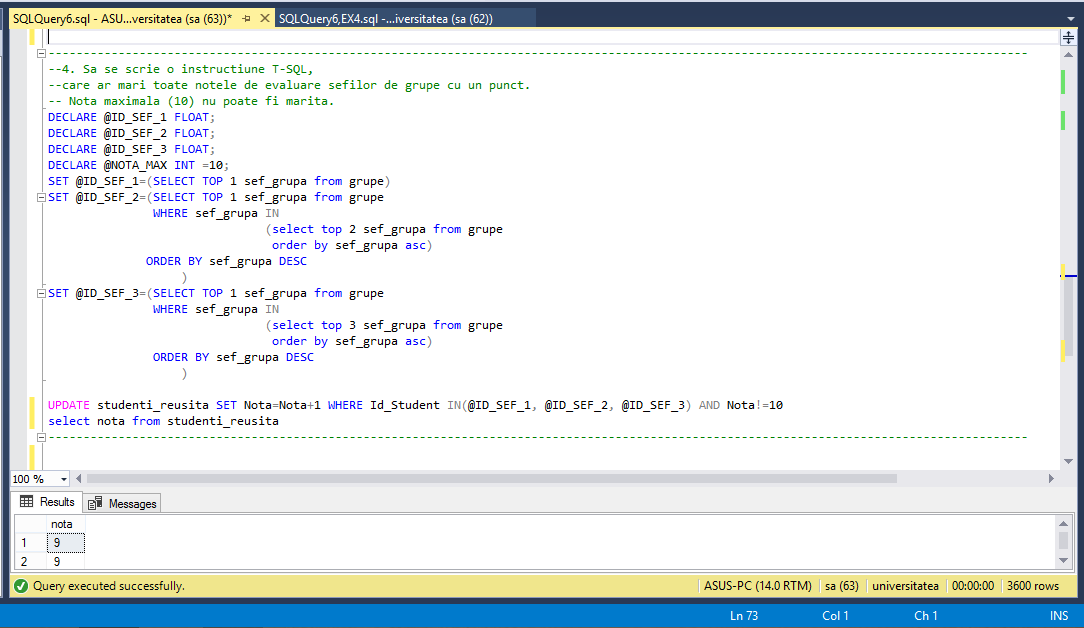 SQLQuery6.sql - ASU...versitatea (sa (63))* SQLQuery6,EX4.sql -...iversitatea (sa (62))
--4. Sa se scrie o instructiune T-SQL,
--care ar mari toate notele de evaluare sefilor de grupe cu un punct.
-- Nota maximala (10) nu poate fi marita.
DECLARE @ID_SEF_1 FLOAT;
DECLARE @ID_SEF_2 FLOAT;
DECLARE @ID_SEF_3 FLOAT;
DECLARE @NOTA_MAX INT =10;
SET @ID_SEF_1=(SELECT TOP 1 sef_grupa from grupe)
SET @ID_SEF_2=(SELECT TOP 1 sef_grupa from grupe
WHERE sef_grupa IN
(select top 2 sef_grupa from grupe
order by sef_grupa asc)
ORDER BY sef_grupa DESC
)
SET @ID_SEF_3=(SELECT TOP 1 sef_grupa from grupe
WHERE sef_grupa IN
(select top 3 sef_grupa from grupe
order by sef_grupa asc)
ORDER BY sef_grupa DESC
)
UPDATE studenti_reusita SET Nota=Nota+1 WHERE Id_Student IN(@ID_SEF_1, @ID_SEF_2, @ID_SEF_3) AND Nota!=10
select nota from studenti_reusita
100 %
Results Messages
nota
1 9
2 9
Query executed successfully. ASUS-PC (14.0 RTM) sa (63) universitatea 00:00:00 3600 rows
Ln 73 Col 1 Ch 1 INS